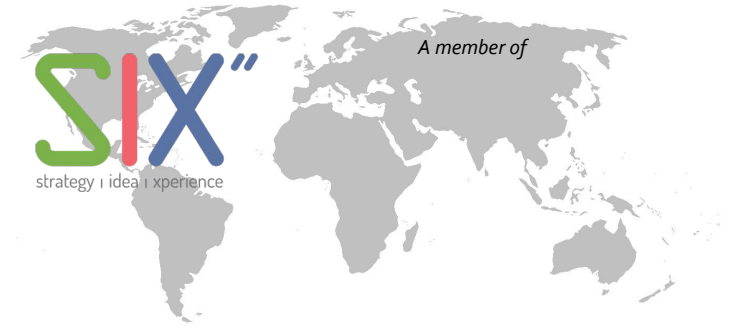 A member of
SIX"
strategy | idea | xperience